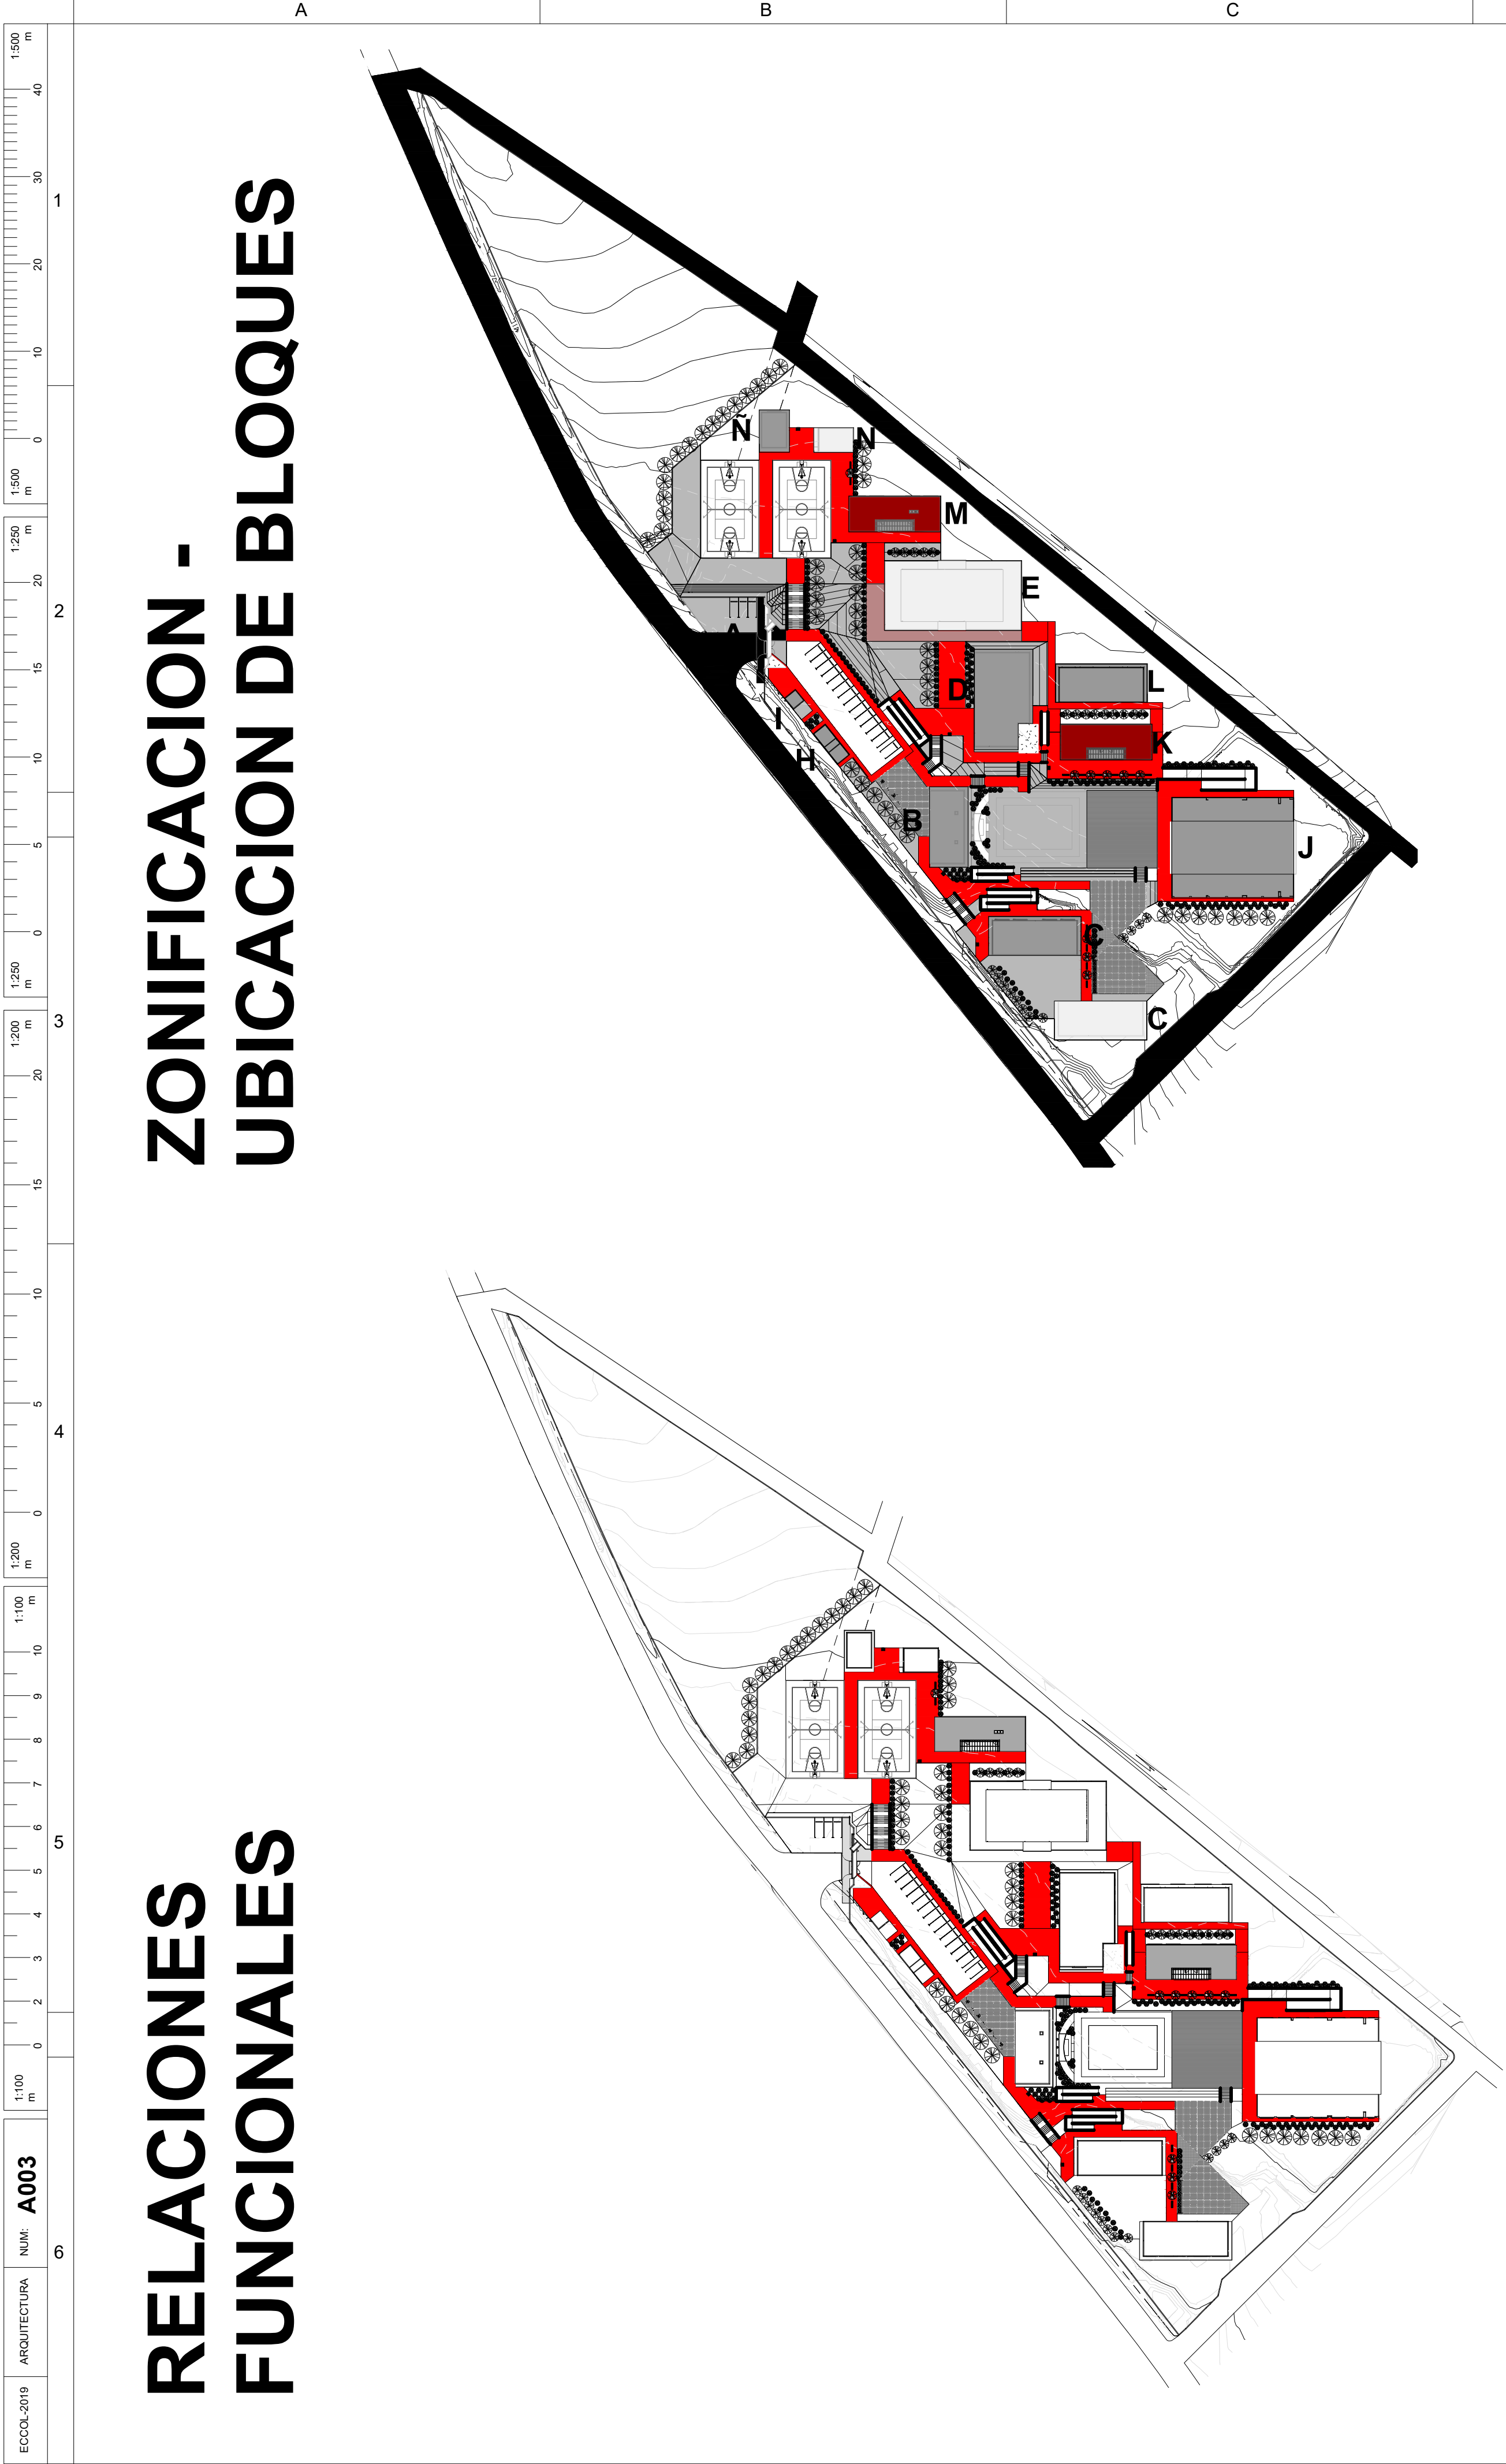 A B C
ECCOL-2019
ARQUITECTURA
NUM: A003
1:100
m
0 2 3 4 5 6 7 8 9 10
1:100
m
1:200
m
0 5 10 15 20
1:200
m
1:250
m
0 5 10 15 20
1:250
m
1:500
m
0 10 20 30 40
1:500
m
1
2
3
4
5
6
ZONIFICACION -
UBICACION DE BLOQUES
Ñ
N
M
E
A
L
D
I
K
H
B
J
C
C
RELACIONES
FUNCIONALES